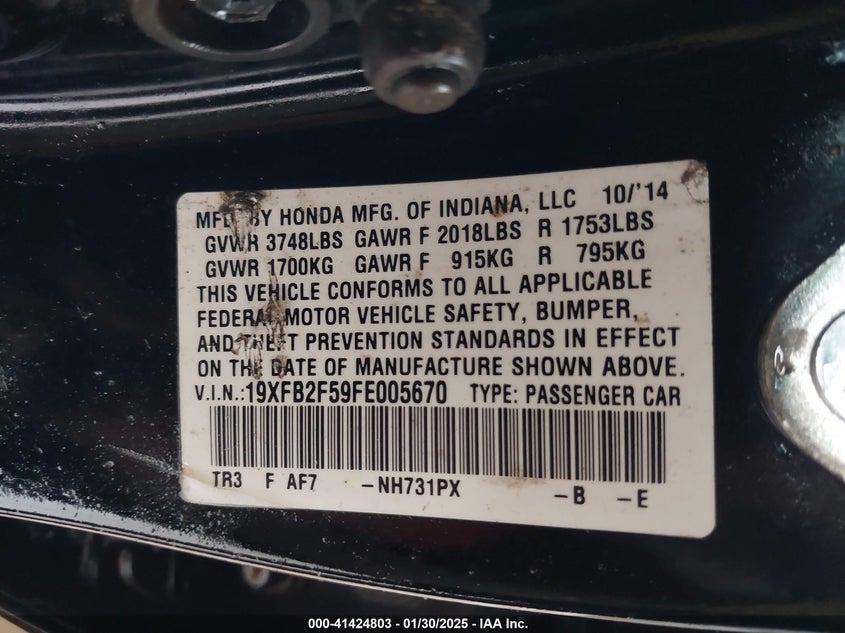 MFD BY HONDA MFG. OF INDIANA, LLC 10/'14
GVWR 3748LBS GAWR F 2018LBS R 1753LBS
GVWR 1700KG GAWR F 915KG R 795KG
THIS VEHICLE CONFORMS TO ALL APPLICABLE
FEDERAL MOTOR VEHICLE SAFETY, BUMPER,
AND THEFT PREVENTION STANDARDS IN EFFECT
ON THE DATE OF MANUFACTURE SHOWN ABOVE.
V.I.N.:19XFB2F59FE005670 TYPE: PASSENGER CAR
TR3 F AF7 -NH731PX -B -E
000-41424803 - 01/30/2025 - IAA Inc.